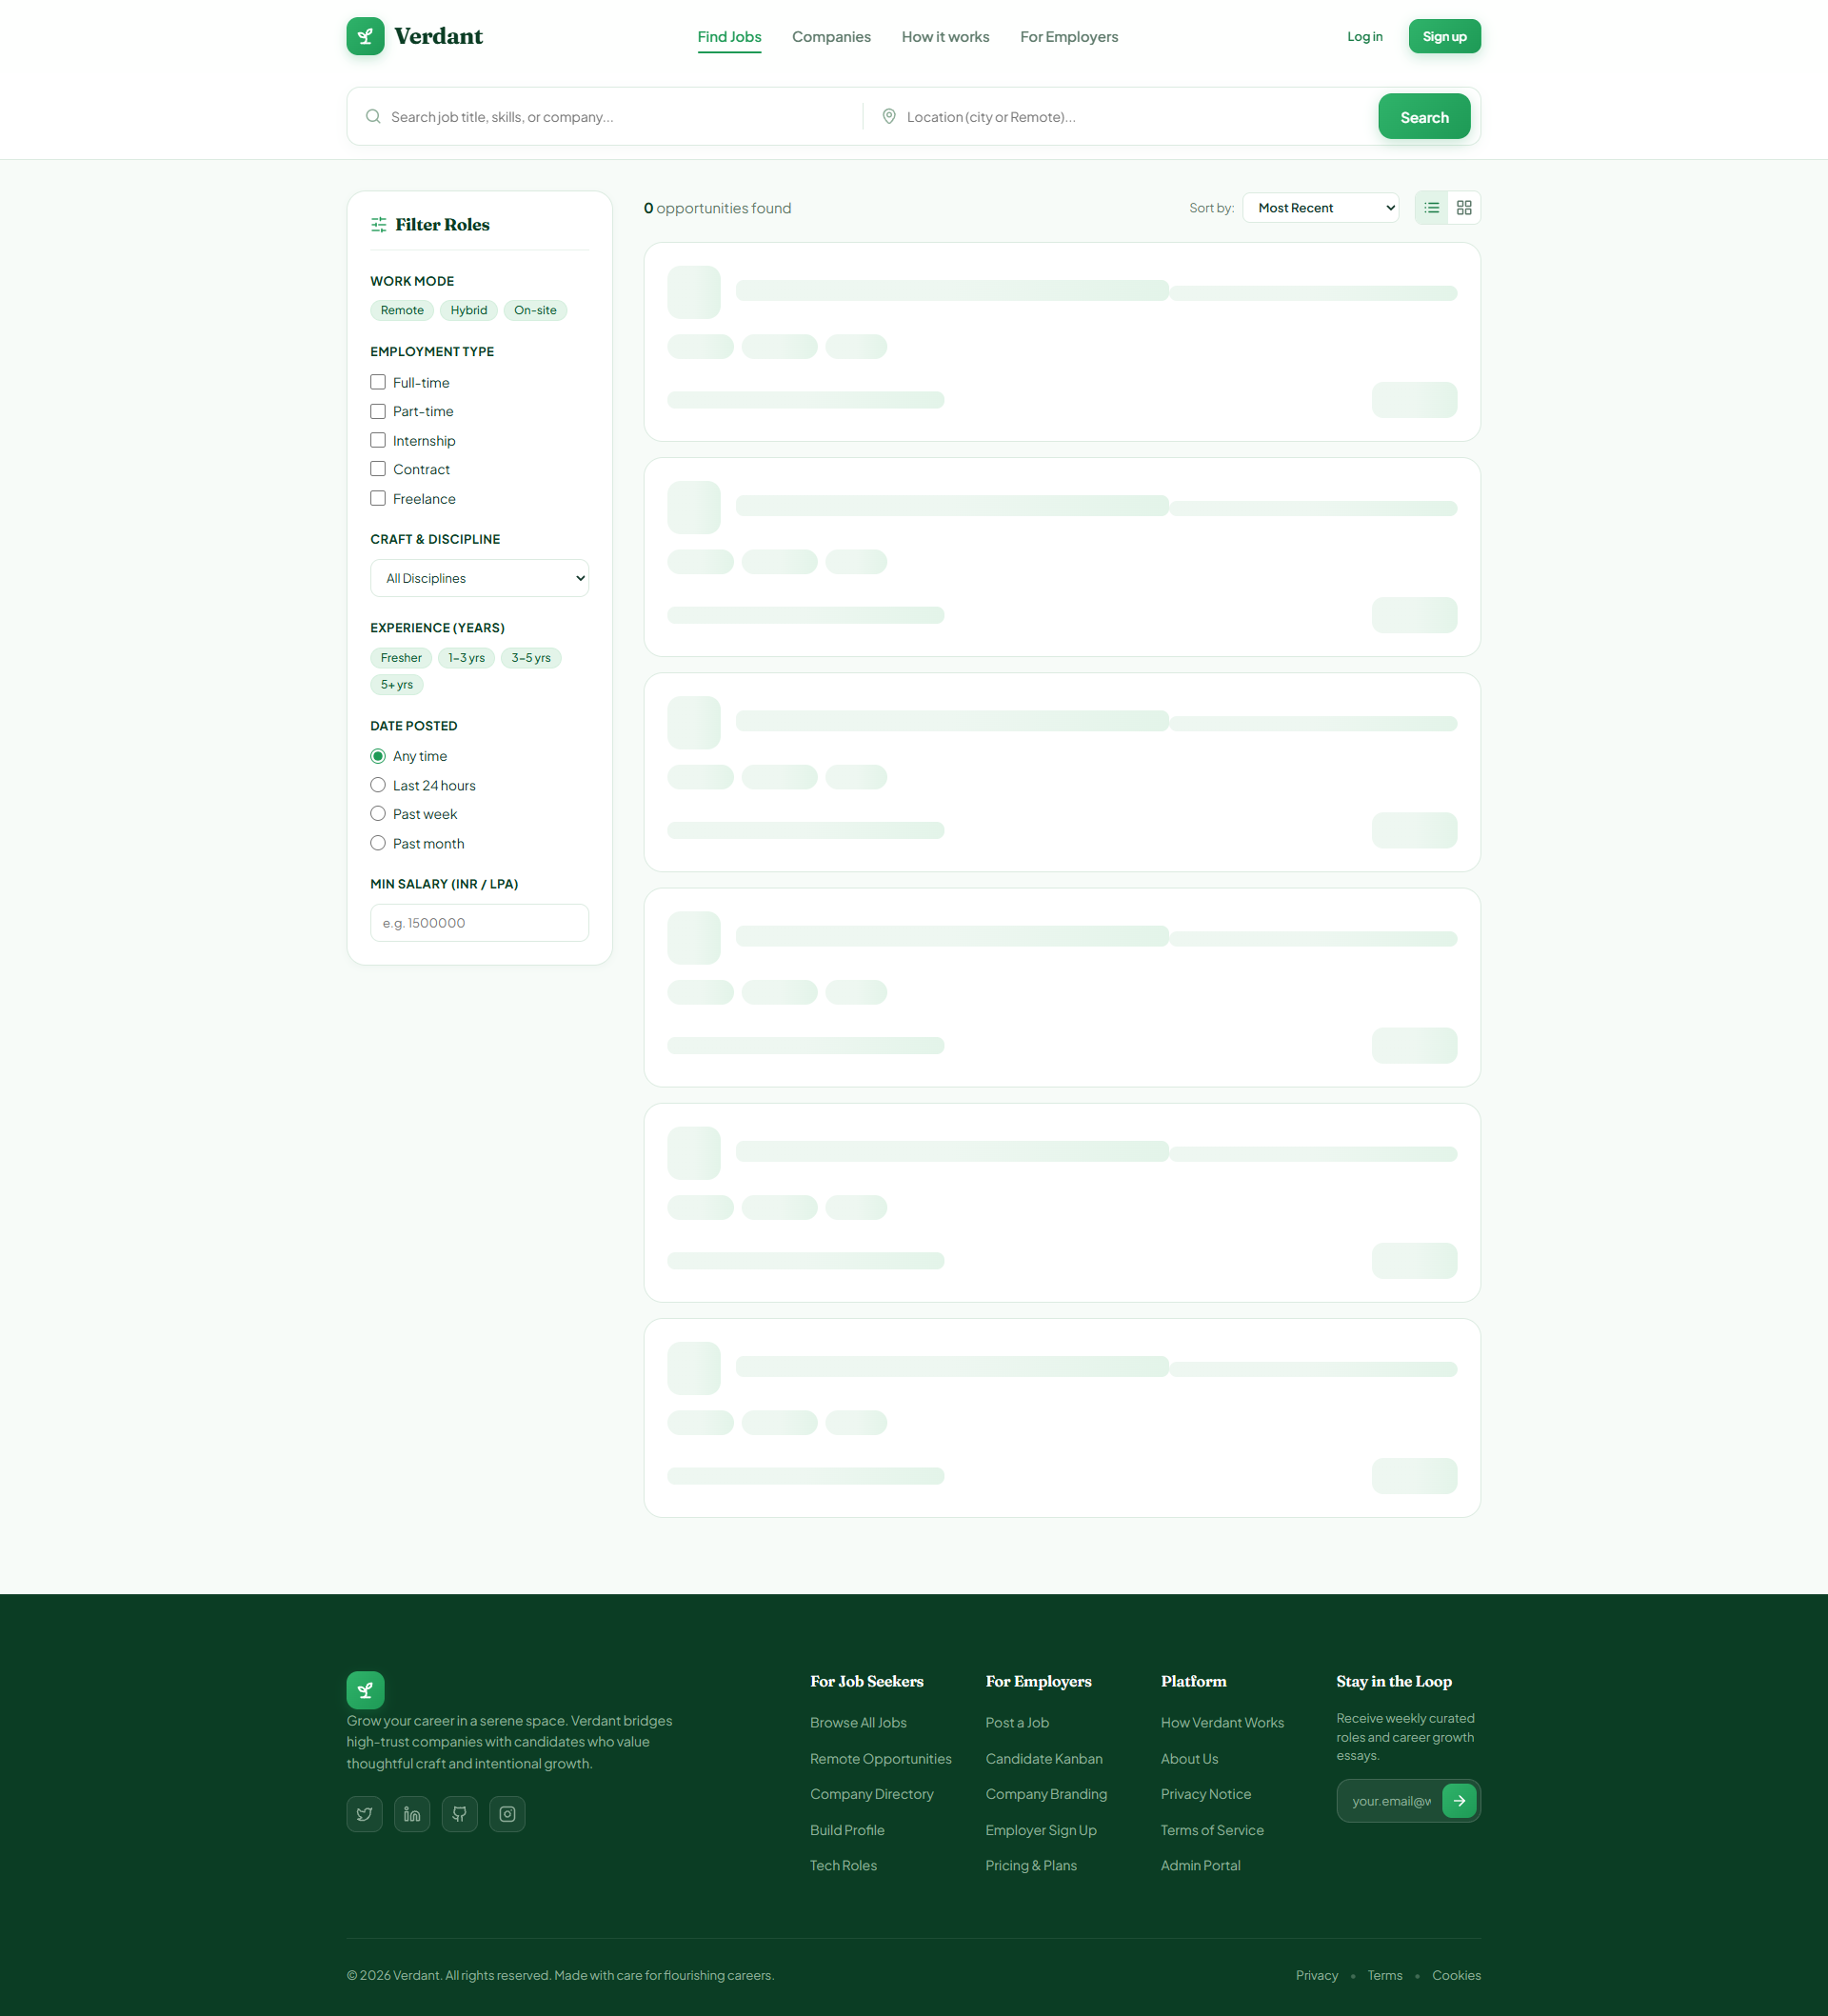 Verdant
Find Jobs
Companies
How it works
For Employers
Log in
Sign up
Search job title, skills, or company...
Location (city or Remote)...
Search
Filter Roles
WORK MODE
Remote
Hybrid
On-site
EMPLOYMENT TYPE
Full-time
Part-time
Internship
Contract
Freelance
CRAFT & DISCIPLINE
All Disciplines
EXPERIENCE (YEARS)
Fresher
1–3 yrs
3–5 yrs
5+ yrs
DATE POSTED
Any time
Last 24 hours
Past week
Past month
MIN SALARY (INR / LPA)
e.g. 1500000
0 opportunities found
Sort by:
Most Recent
Grow your career in a serene space. Verdant bridges
high-trust companies with candidates who value
thoughtful craft and intentional growth.
For Job Seekers
Browse All Jobs
Remote Opportunities
Company Directory
Build Profile
Tech Roles
For Employers
Post a Job
Candidate Kanban
Company Branding
Employer Sign Up
Pricing & Plans
Platform
How Verdant Works
About Us
Privacy Notice
Terms of Service
Admin Portal
Stay in the Loop
Receive weekly curated
roles and career growth
essays.
your.email@w
© 2026 Verdant. All rights reserved. Made with care for flourishing careers.
Privacy • Terms • Cookies